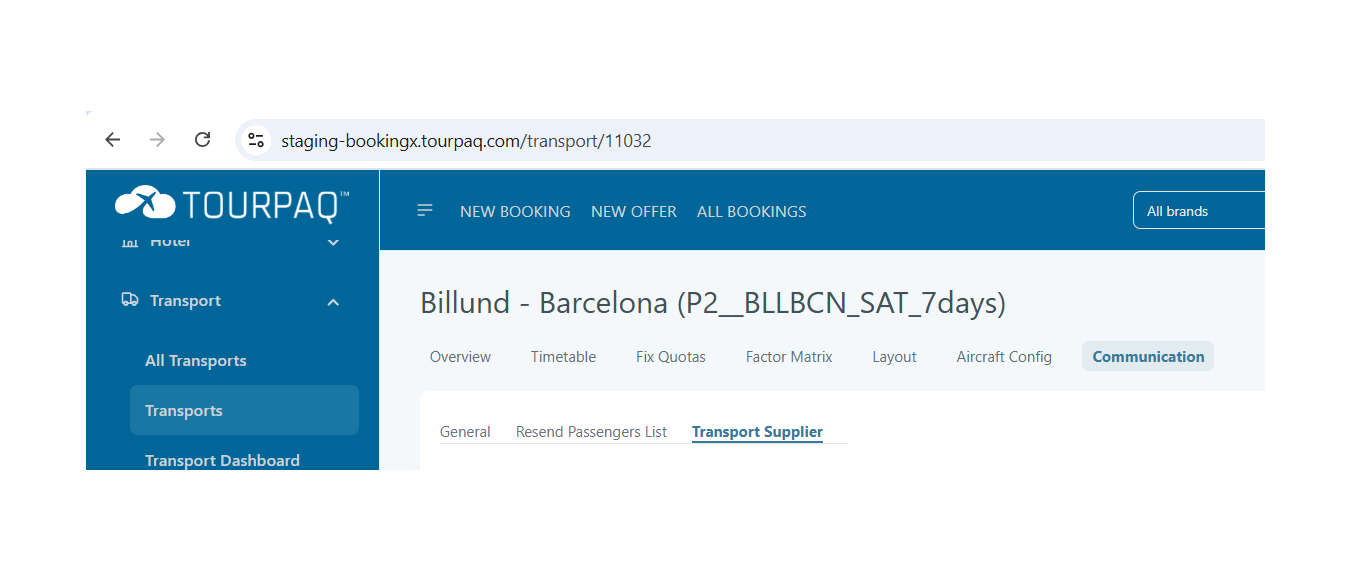 staging-bookingx.tourpaq.com/transport/11032
TOURPAQ™
NEW BOOKING NEW OFFER ALL BOOKINGS
All brands
Hotel
Transport
All Transports
Transports
Transport Dashboard
Billund - Barcelona (P2__BLLBCN_SAT_7days)
Overview Timetable Fix Quotas Factor Matrix Layout Aircraft Config Communication
General Resend Passengers List Transport Supplier